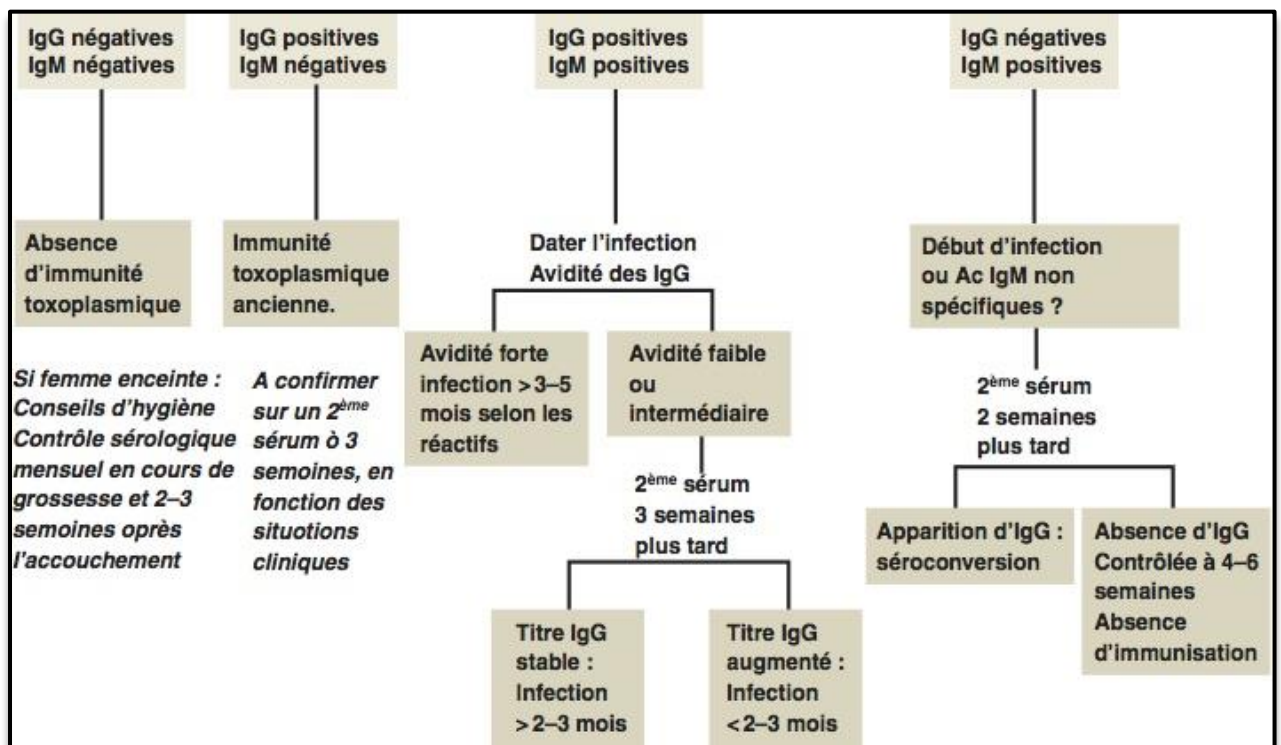 IgG négatives
IgM négatives
IgG positives
IgM négatives
IgG positives
IgM positives
IgG négatives
IgM positives
Absence
d'immunité
toxoplasmique
Immunité
toxoplasmique
ancienne.
Dater l'infection
Avidité des IgG
Début d'infection
ou Ac IgM non
spécifiques ?
Si femme enceinte :
Conseils d'hygiène
Contrôle sérologique
mensuel en cours de
grossesse et 2–3
semoines oprès
l'accouchement
A confirmer
sur un 2ème
sérum ò 3
semoines, en
fonction des
situotions
cliniques
Avidité forte
infection > 3–5
mois selon les
réactifs
Avidité faible
ou
intermédiaire
2ème sérum
3 semaines
plus tard
Titre IgG
stable :
Infection
> 2–3 mois
Titre IgG
augmenté :
Infection
< 2–3 mois
2ème sérum
2 semaines
plus tard
Apparition d'IgG :
séroconversion
Absence d'IgG
Contrôlée à 4–6
semaines
Absence
d'immunisation